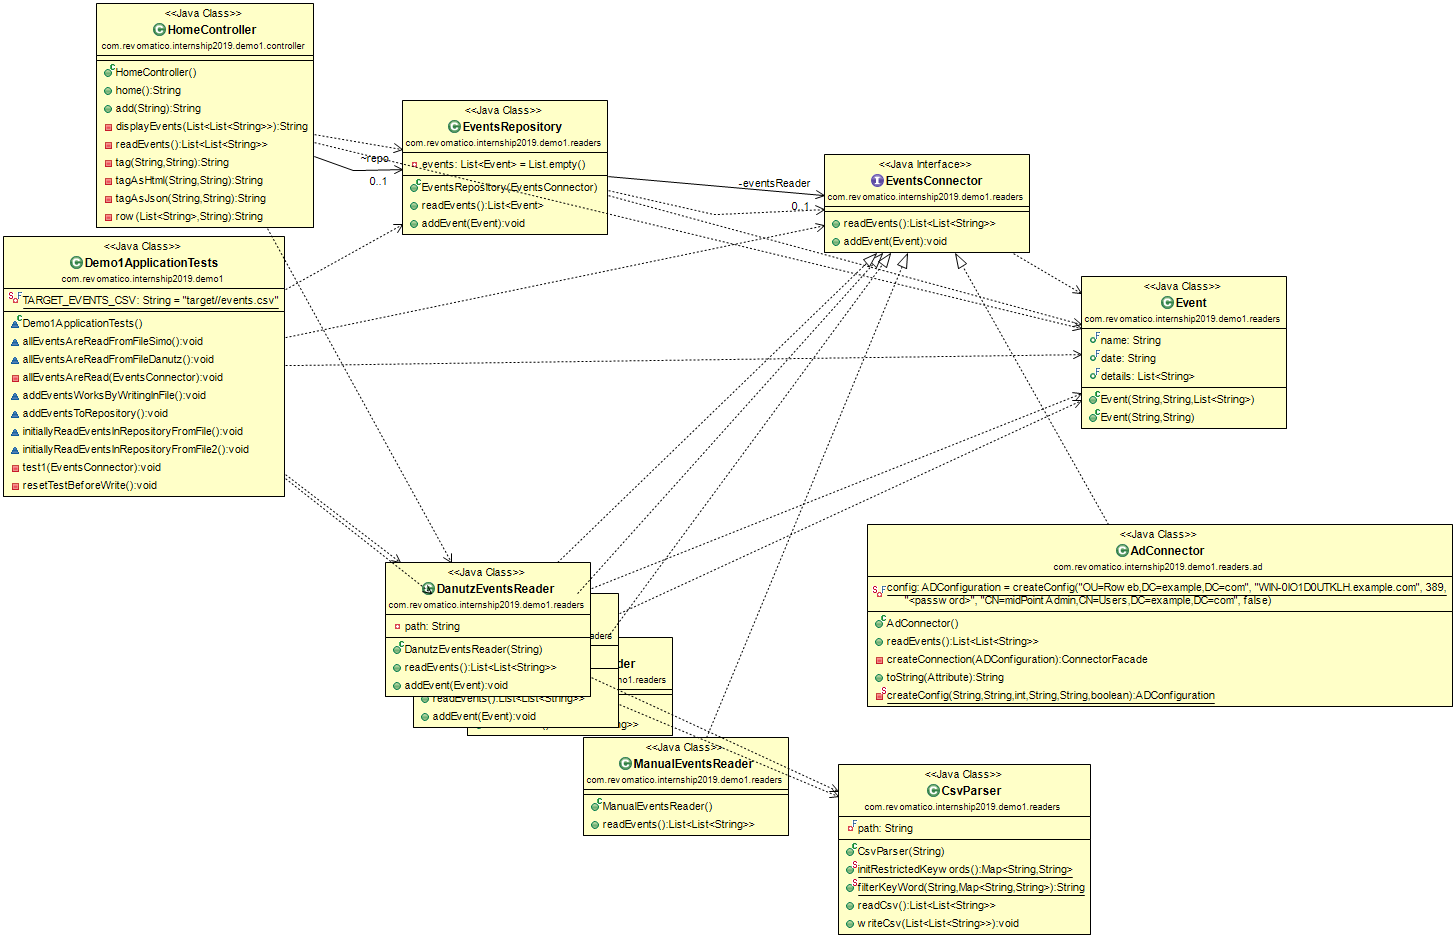 <<Java Class>>
HomeController
com.revomatico.internship2019.demo1.controller
HomeController()
home():String
add(String):String
displayEvents(List<List<String>>):String
readEvents():List<List<String>>
tag(String,String):String
tagAsHtml(String,String):String
tagAsJson(String,String):String
row(List<String>,String):String
<<Java Class>>
EventsRepository
com.revomatico.internship2019.demo1.readers
events: List<Event> = List.empty()
EventsRepository(EventsConnector)
readEvents():List<Event>
addEvent(Event):void
~repo
0..1
-eventsReader
0..1
<<Java Interface>>
EventsConnector
com.revomatico.internship2019.demo1.readers
readEvents():List<List<String>>
addEvent(Event):void
<<Java Class>>
Demo1ApplicationTests
com.revomatico.internship2019.demo1
TARGET_EVENTS_CSV: String = "target//events.csv"
Demo1ApplicationTests()
allEventsAreReadFromFileSimo():void
allEventsAreReadFromFileDanutz():void
allEventsAreRead(EventsConnector):void
addEventsWorksByWritingInFile():void
addEventsToRepository():void
initiallyReadEventsInRepositoryFromFile():void
initiallyReadEventsInRepositoryFromFile2():void
test1(EventsConnector):void
resetTestBeforeWrite():void
<<Java Class>>
Event
com.revomatico.internship2019.demo1.readers
name: String
date: String
details: List<String>
Event(String,String,List<String>)
Event(String,String)
<<Java Class>>
AdConnector
com.revomatico.internship2019.demo1.readers.ad
config: ADConfiguration = createConfig("OU=Roweb,DC=example,DC=com", "WIN-0IO1D0UTKLH.example.com", 389,
"<password>", "CN=midPoint Admin,CN=Users,DC=example,DC=com", false)
AdConnector()
readEvents():List<List<String>>
createConnection(ADConfiguration):ConnectorFacade
toString(Attribute):String
createConfig(String,String,int,String,String,boolean):ADConfiguration
<<Java Class>>
DanutzEventsReader
com.revomatico.internship2019.demo1.readers
path: String
DanutzEventsReader(String)
readEvents():List<List<String>>
addEvent(Event):void
readEvents():List<List<String>>
addEvent(Event):void
<<Java Class>>
ManualEventsReader
com.revomatico.internship2019.demo1.readers
ManualEventsReader()
readEvents():List<List<String>>
<<Java Class>>
CsvParser
com.revomatico.internship2019.demo1.readers
path: String
CsvParser(String)
initRestrictedKeywords():Map<String,String>
filterKeyWord(String,Map<String,String>):String
readCsv():List<List<String>>
writeCsv(List<List<String>>):void